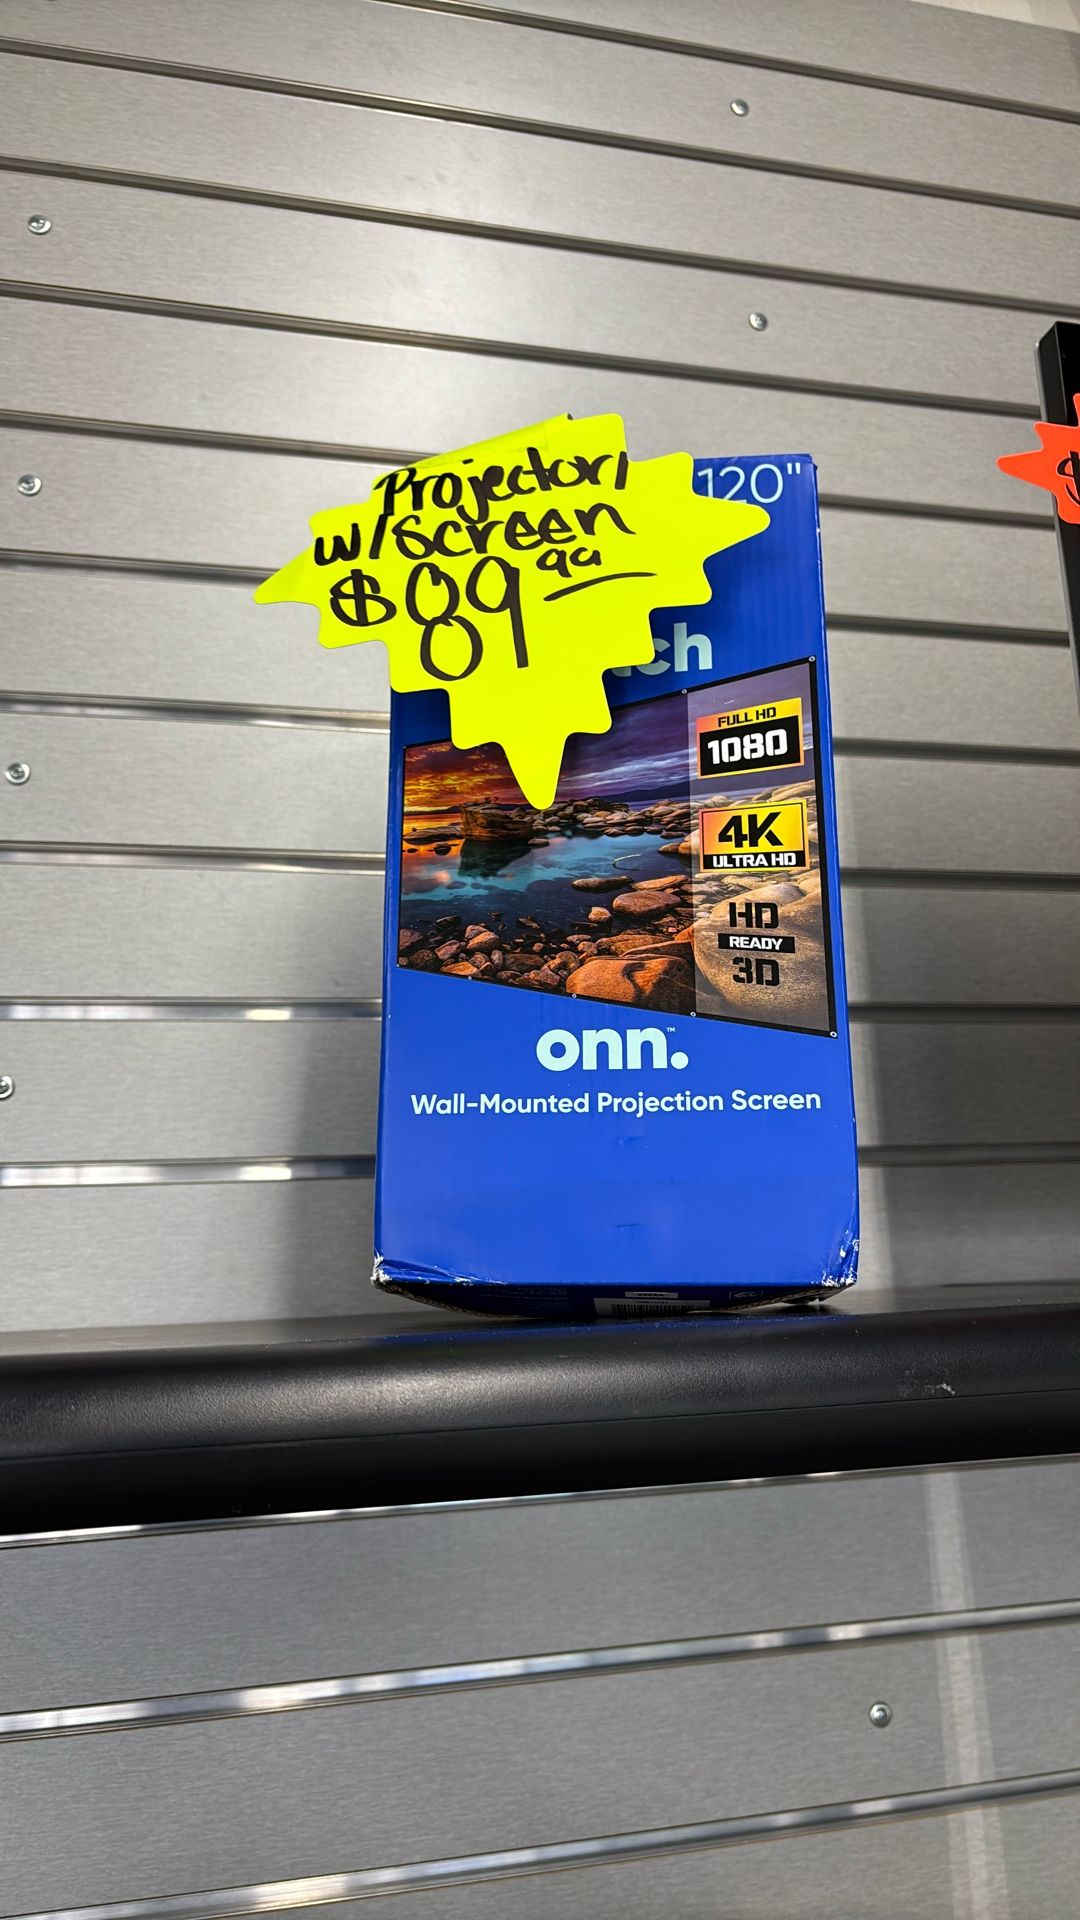 Projector/
w/screen
$89 99
120"
FULL HD
1080
4K
ULTRA HD
HD
READY
3D
onn.™
Wall-Mounted Projection Screen